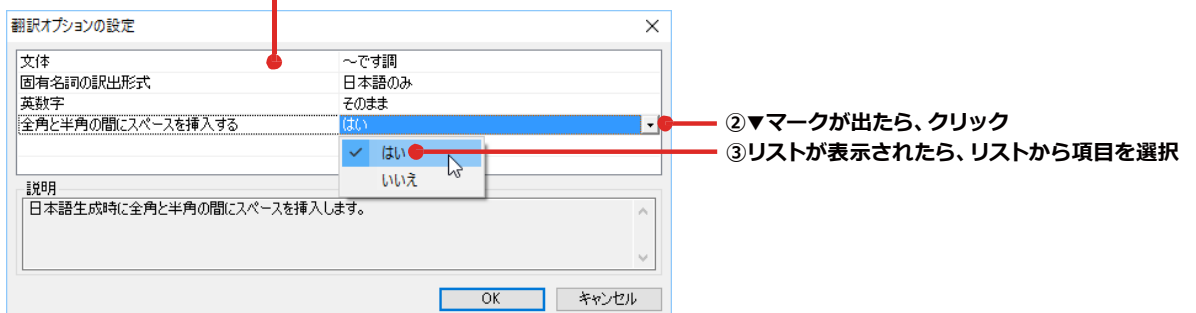 翻訳オプションの設定
文体 ～です調
固有名詞の訳出形式 日本語のみ
英数字 そのまま
全角と半角の間にスペースを挿入する はい
はい
いいえ
②▼マークが出たら、クリック
③リストが表示されたら、リストから項目を選択
説明
日本語生成時に全角と半角の間にスペースを挿入します。
OK キャンセル